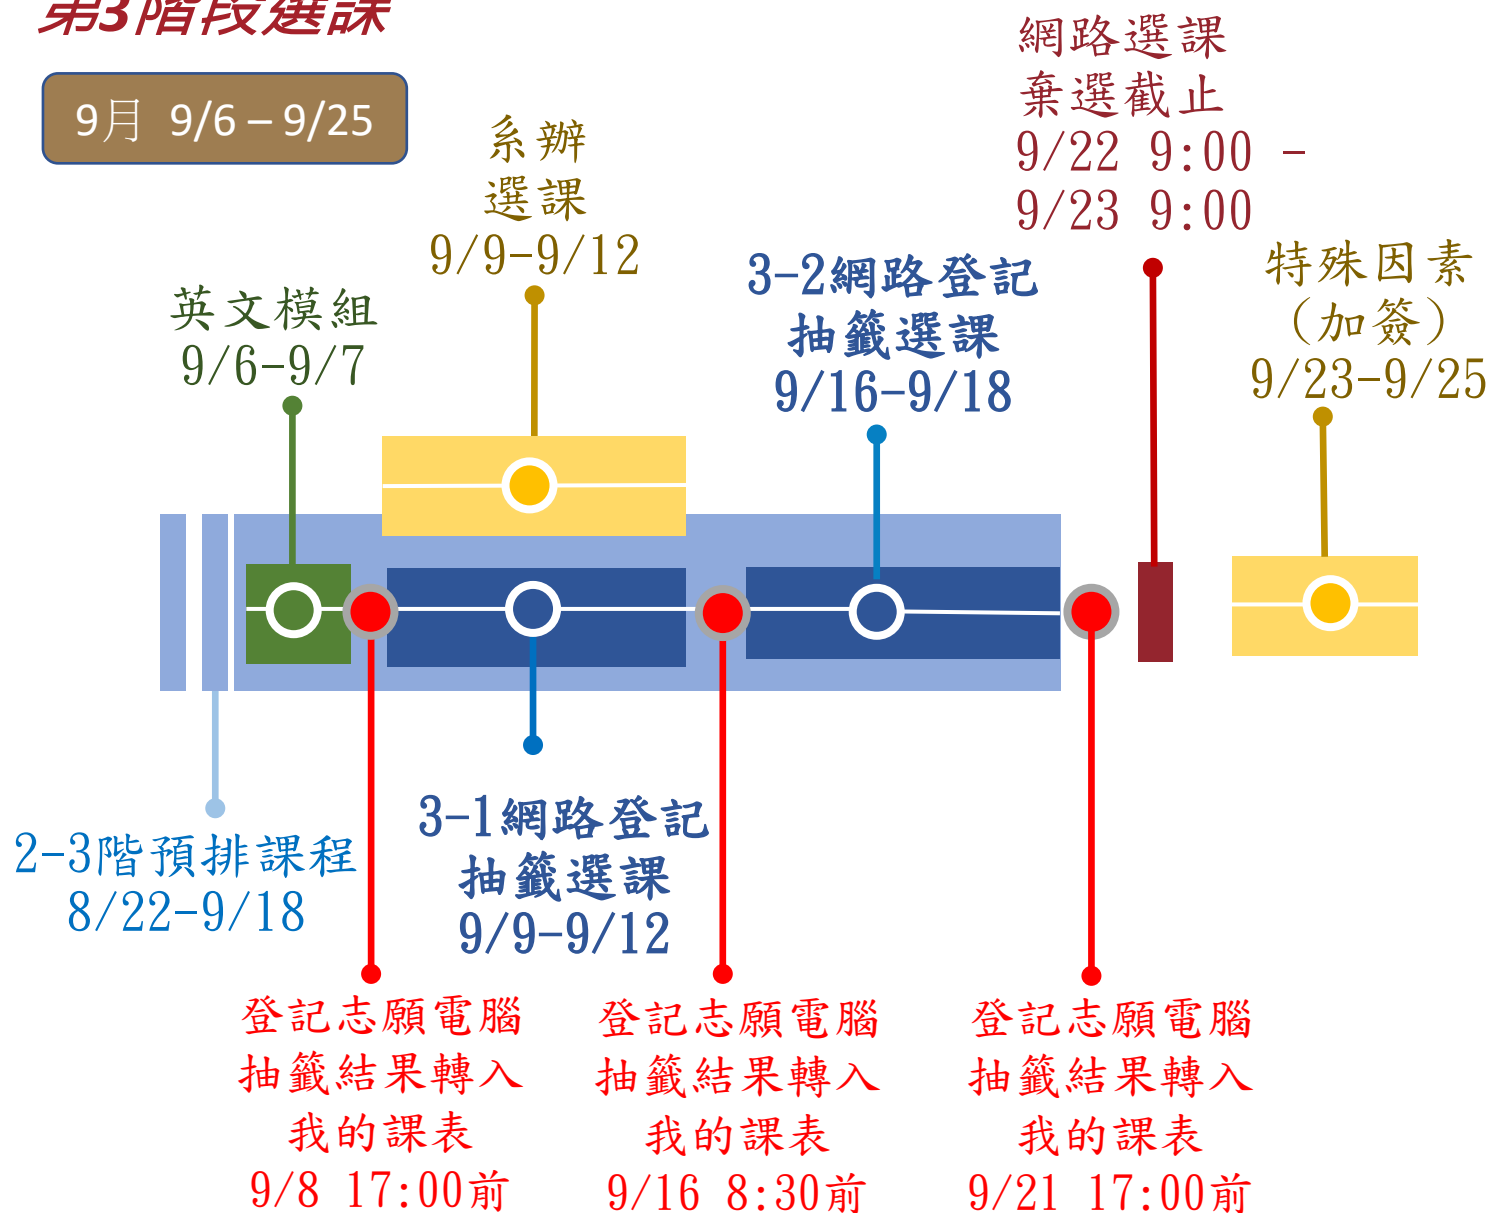 第3階段選課
9月 9/6 – 9/25
網路選課
棄選截止
9/22 9:00 -
9/23 9:00
系辦
選課
9/9-9/12
3-2網路登記
抽籤選課
9/16-9/18
特殊因素
(加簽)
9/23-9/25
英文模組
9/6-9/7
2-3階預排課程
8/22-9/18
3-1網路登記
抽籤選課
9/9-9/12
登記志願電腦
抽籤結果轉入
我的課表
9/8 17:00前
登記志願電腦
抽籤結果轉入
我的課表
9/16 8:30前
登記志願電腦
抽籤結果轉入
我的課表
9/21 17:00前